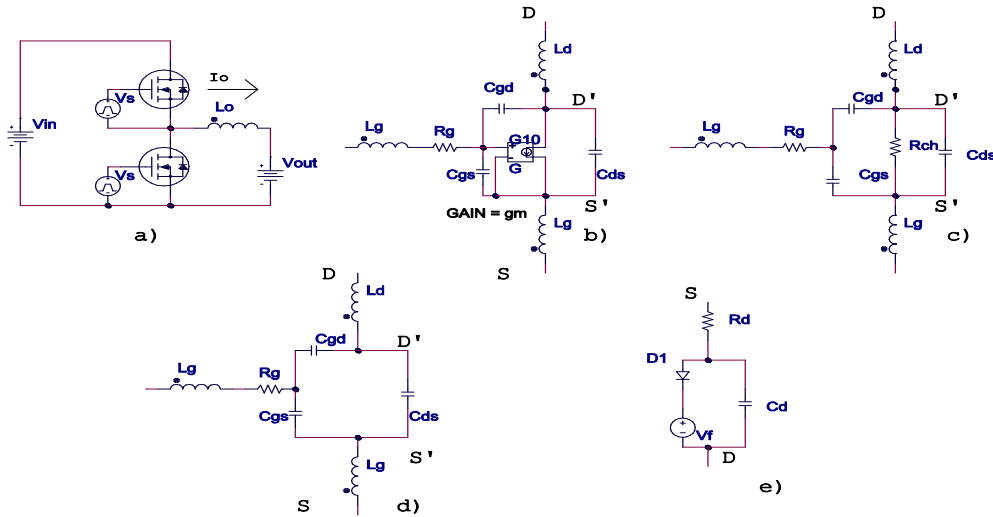 Vs
Io
Lo
Vin
Vs
Vout
a)
D
Ld
Cgd
D'
Lg
Rg
G10
Cgs
G
Cds
GAIN = gm
S'
Lg
b)
S
D
Ld
Cgd
D'
Lg
Rg
Rch
Cgs
Cds
S'
Lg
c)
D
Ld
Cgd
D'
Lg
Rg
Cgs
Cds
S'
Lg
S
d)
S
Rd
D1
Cd
Vf
D
e)